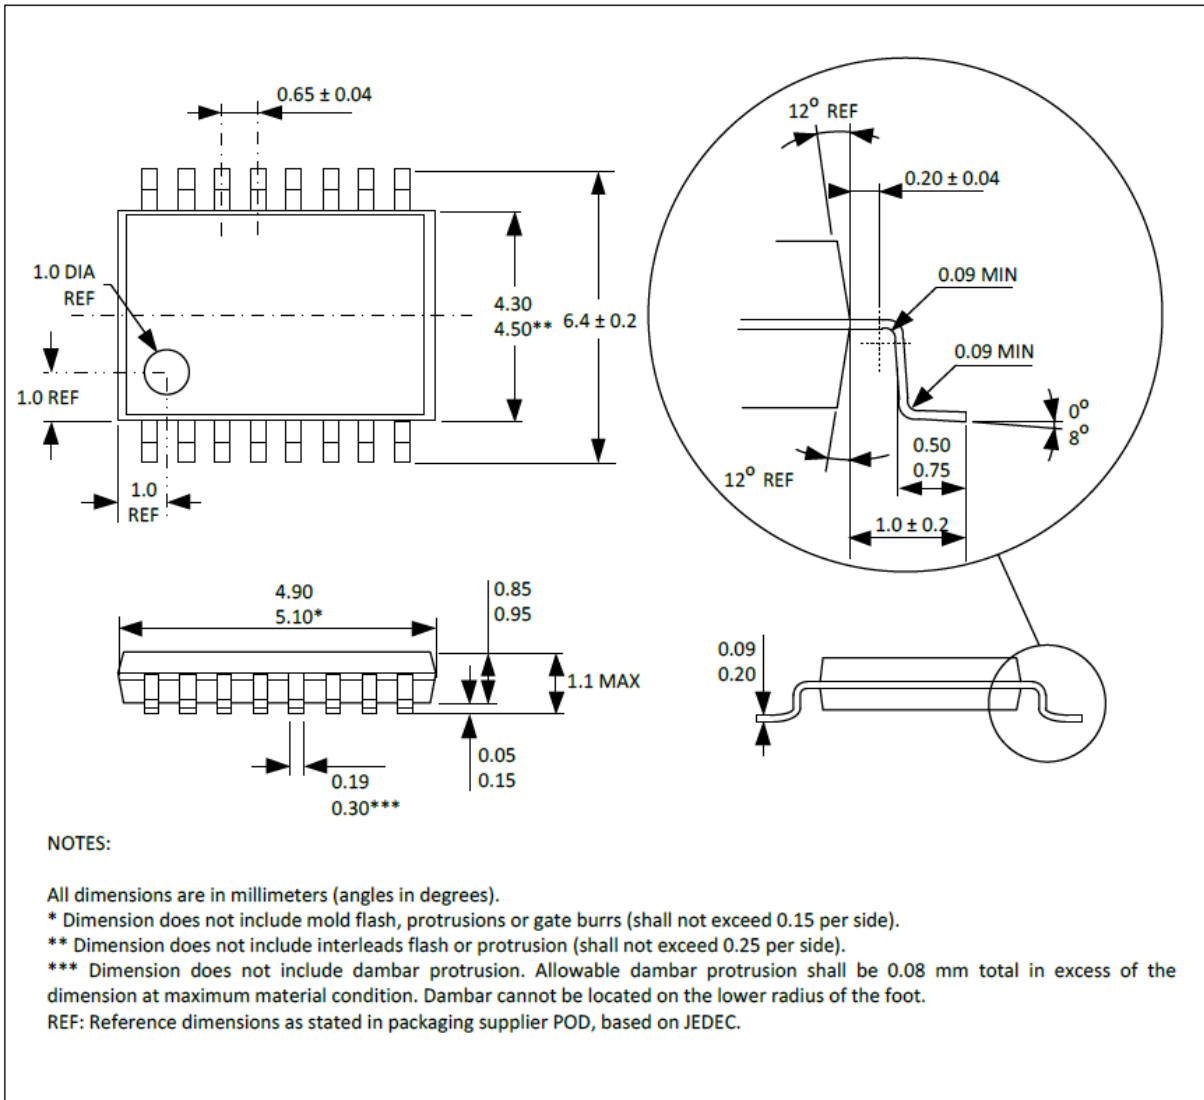 0.65 ± 0.04
12° REF
0.20 ± 0.04
1.0 DIA
REF
0.09 MIN
4.30
4.50**
6.4 ± 0.2
0.09 MIN
1.0 REF
0°
8°
0.50
0.75
12° REF
1.0
REF
1.0 ± 0.2
4.90
5.10*
0.85
0.95
0.09
0.20
1.1 MAX
0.05
0.15
0.19
0.30***
NOTES:
All dimensions are in millimeters (angles in degrees).
* Dimension does not include mold flash, protrusions or gate burrs (shall not exceed 0.15 per side).
** Dimension does not include interleads flash or protrusion (shall not exceed 0.25 per side).
*** Dimension does not include dambar protrusion. Allowable dambar protrusion shall be 0.08 mm total in excess of the
dimension at maximum material condition. Dambar cannot be located on the lower radius of the foot.
REF: Reference dimensions as stated in packaging supplier POD, based on JEDEC.